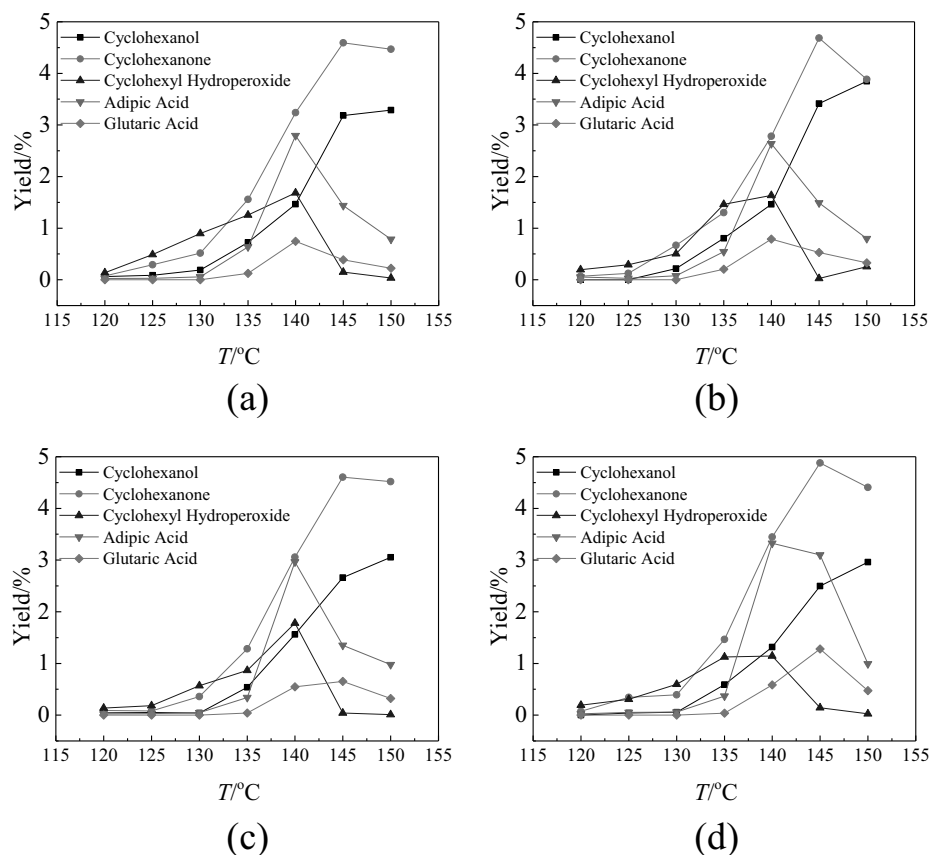 5
4
3
2
1
0
Yield/%
Cyclohexanol
Cyclohexanone
Cyclohexyl Hydroperoxide
Adipic Acid
Glutaric Acid
115 120 125 130 135 140 145 150 155
T/°C
(a)
5
4
3
2
1
0
Yield/%
Cyclohexanol
Cyclohexanone
Cyclohexyl Hydroperoxide
Adipic Acid
Glutaric Acid
115 120 125 130 135 140 145 150 155
T/°C
(b)
5
4
3
2
1
0
Yield/%
Cyclohexanol
Cyclohexanone
Cyclohexyl Hydroperoxide
Adipic Acid
Glutaric Acid
115 120 125 130 135 140 145 150 155
T/°C
(c)
5
4
3
2
1
0
Yield/%
Cyclohexanol
Cyclohexanone
Cyclohexyl Hydroperoxide
Adipic Acid
Glutaric Acid
115 120 125 130 135 140 145 150 155
T/°C
(d)